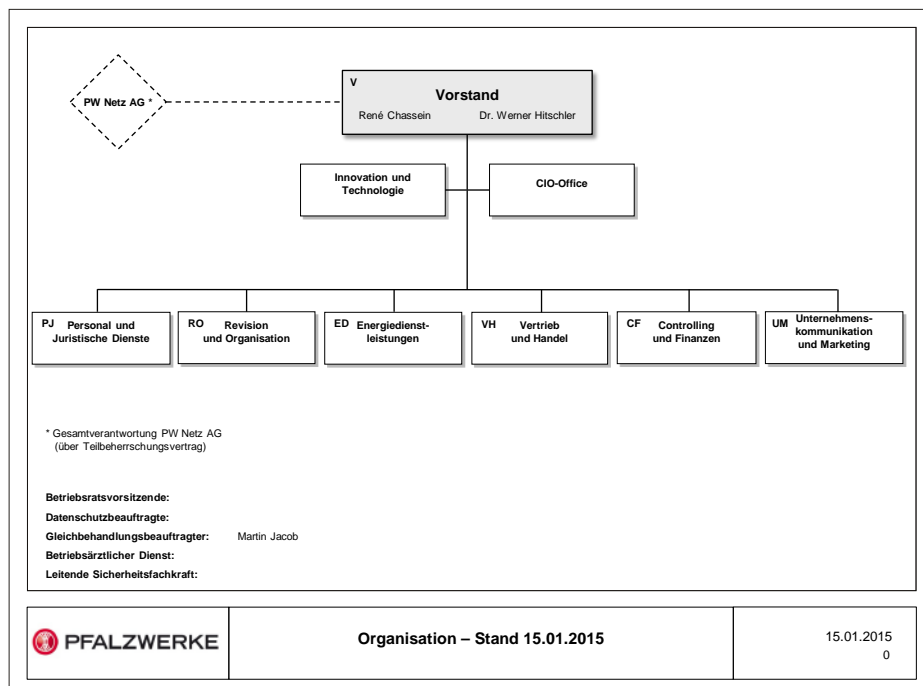 PW Netz AG *
V
Vorstand
René Chassein Dr. Werner Hitschler
Innovation und
Technologie
CIO-Office
PJ Personal und
Juristische Dienste
RO Revision
und Organisation
ED Energiedienst-
leistungen
VH Vertrieb
und Handel
CF Controlling
und Finanzen
UM Unternehmens-
kommunikation
und Marketing
* Gesamtverantwortung PW Netz AG
(über Teilbeherrschungsvertrag)
Betriebsratsvorsitzende:
Datenschutzbeauftragte:
Gleichbehandlungsbeauftragter: Martin Jacob
Betriebsärztlicher Dienst:
Leitende Sicherheitsfachkraft:
PFALZWERKE
Organisation – Stand 15.01.2015
15.01.2015
0